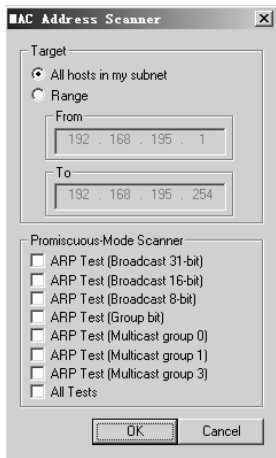 MAC Address Scanner
Target
All hosts in my subnet
Range
From
192 . 168 . 195 . 1
To
192 . 168 . 195 . 254
Promiscuous-Mode Scanner
ARP Test (Broadcast 31-bit)
ARP Test (Broadcast 16-bit)
ARP Test (Broadcast 8-bit)
ARP Test (Group bit)
ARP Test (Multicast group 0)
ARP Test (Multicast group 1)
ARP Test (Multicast group 3)
All Tests
OK
Cancel